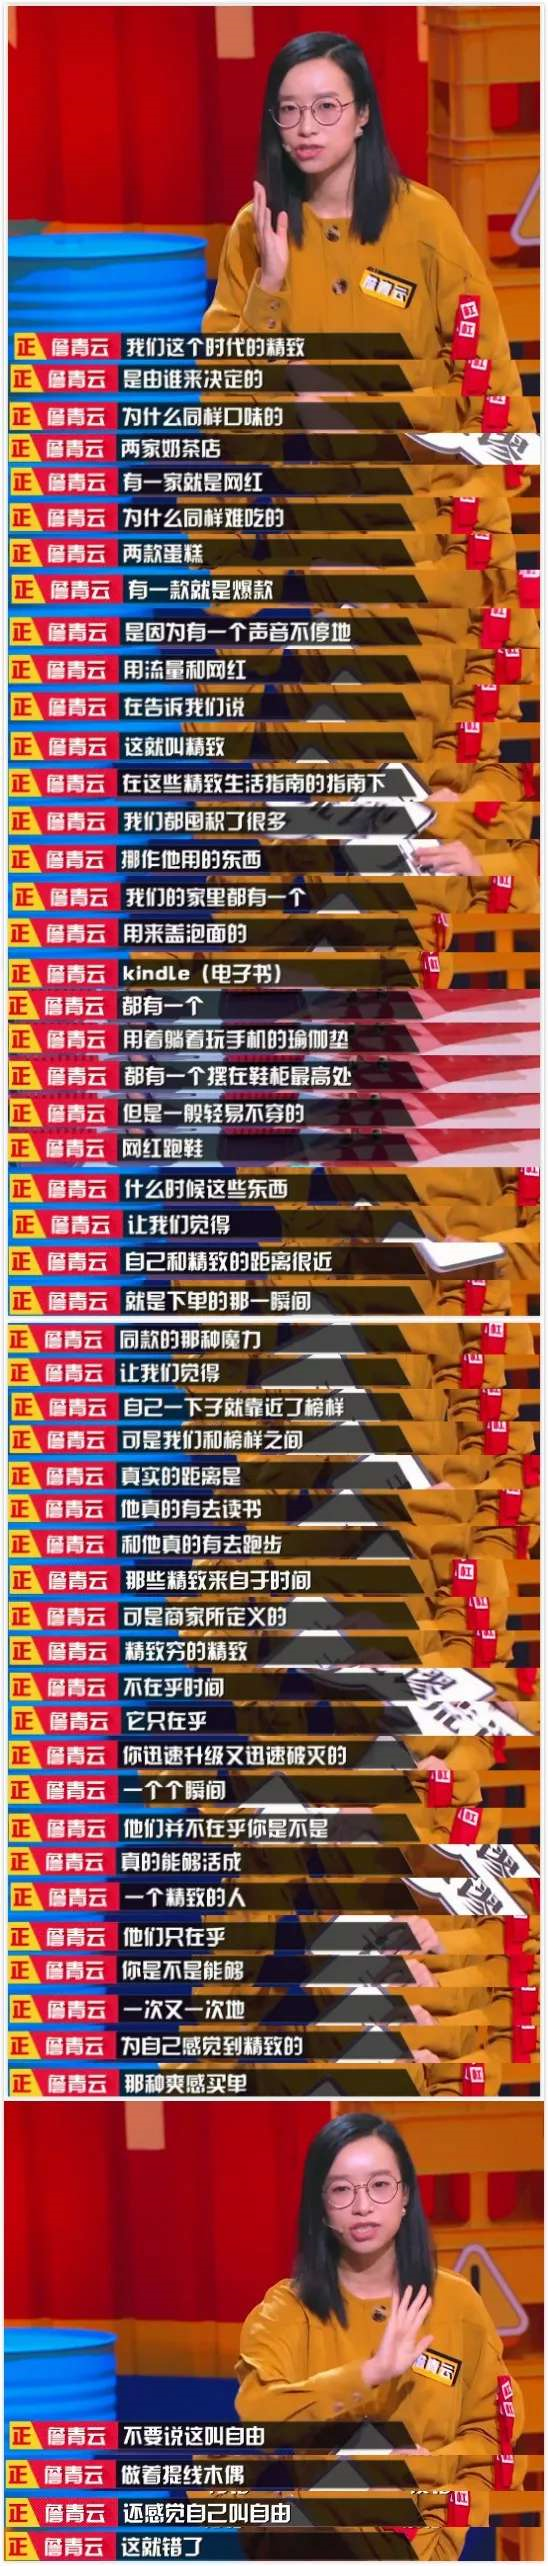 正 詹青云 我们这个时代的精致
正 詹青云 是由谁来决定的
正 詹青云 为什么同样口味的
正 詹青云 两家奶茶店
正 詹青云 有一家就是网红
正 詹青云 为什么同样难吃的
正 詹青云 两款蛋糕
正 詹青云 有一款就是爆款
正 詹青云 是因为有一个声音不停地
正 詹青云 用流量和网红
正 詹青云 在告诉我们说
正 詹青云 这就叫精致
正 詹青云 在这些精致生活指南的指南下
正 詹青云 我们都囤积了很多
正 詹青云 挪作他用的东西
正 詹青云 我们的家里都有一个
正 詹青云 用来盖泡面的
正 詹青云 kindle（电子书）
正 詹青云 都有一个
正 詹青云 用着躺着玩手机的瑜伽垫
正 詹青云 都有一个摆在鞋柜最高处
正 詹青云 但是一般轻易不穿的
正 詹青云 网红跑鞋
正 詹青云 什么时候这些东西
正 詹青云 让我们觉得
正 詹青云 自己和精致的距离很近
正 詹青云 就是下单的那一瞬间
正 詹青云 同款的那种魔力
正 詹青云 让我们觉得
正 詹青云 自己一下子就靠近了榜样
正 詹青云 可是我们和榜样之间
正 詹青云 真实的距离是
正 詹青云 他真的有去读书
正 詹青云 和他真的有去跑步
正 詹青云 那些精致来自于时间
正 詹青云 可是商家所定义的
正 詹青云 精致穷的精致
正 詹青云 不在乎时间
正 詹青云 它只在乎
正 詹青云 你迅速升级又迅速破灭的
正 詹青云 一个个瞬间
正 詹青云 他们并不在乎你是不是
正 詹青云 真的能够活成
正 詹青云 一个精致的人
正 詹青云 他们只在乎
正 詹青云 你是不是能够
正 詹青云 一次又一次地
正 詹青云 为自己感觉到精致的
正 詹青云 那种爽感买单
正 詹青云 不要说这叫自由
正 詹青云 做着提线木偶
正 詹青云 还感觉自己叫自由
正 詹青云 这就错了